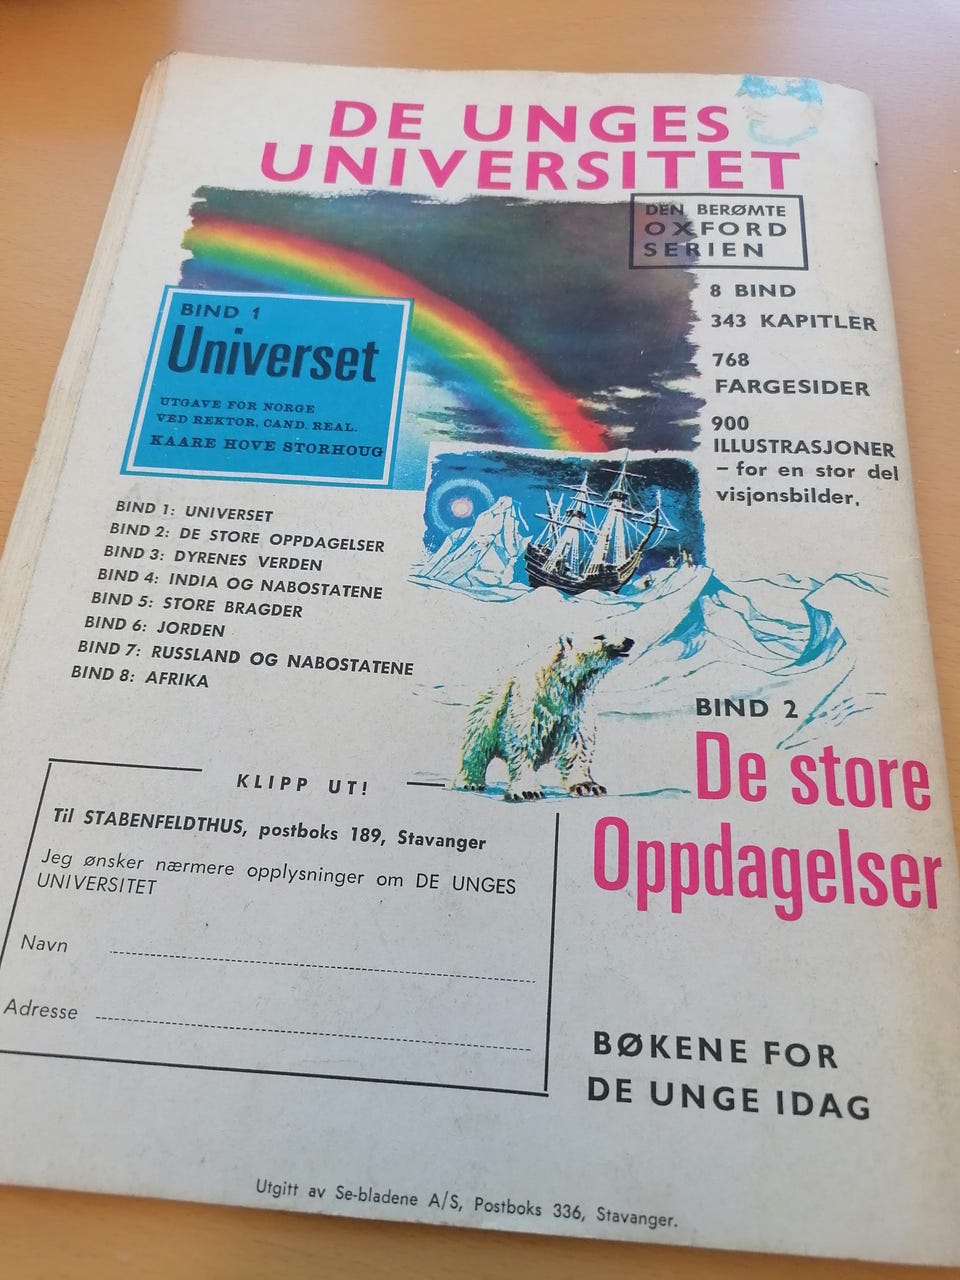 DE UNGES
UNIVERSITET
DEN BERØMTE
OXFORD
SERIEN
8 BIND
343 KAPITLER
768
FARGESIDER
900
ILLUSTRASJONER
– for en stor del
visjonsbilder.
BIND 1
Universet
UTGAVE FOR NORGE
VED REKTOR, CAND. REAL.
KAARE HOVE STORHOUG
BIND 1: UNIVERSET
BIND 2: DE STORE OPPDAGELSER
BIND 3: DYRENES VERDEN
BIND 4: INDIA OG NABOSTATENE
BIND 5: STORE BRAGDER
BIND 6: JORDEN
BIND 7: RUSSLAND OG NABOSTATENE
BIND 8: AFRIKA
BIND 2
De store
Oppdagelser
KLIPP UT!
Til STABENFELDTHUS, postboks 189, Stavanger
Jeg ønsker nærmere opplysninger om DE UNGES
UNIVERSITET
Navn
Adresse
BØKENE FOR
DE UNGE IDAG
Utgitt av Se-bladene A/S, Postboks 336, Stavanger.